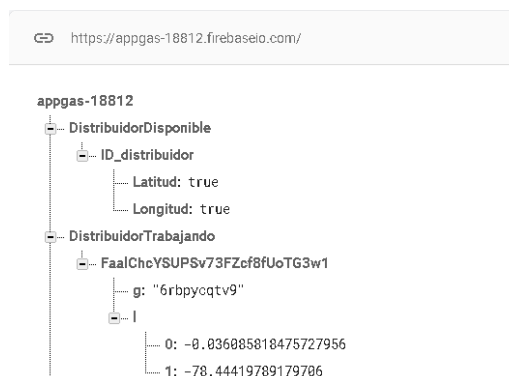 https://appgas-18812.firebaseio.com/
appgas-18812
DistribuidorDisponible
ID_distribuidor
Latitud: true
Longitud: true
DistribuidorTrabajando
FaalChcYSUPSv73FZcf8fUoTG3w1
g: "6rbpycqtv9"
l
0: -0.036085818475727956
1: -78.44419789179706